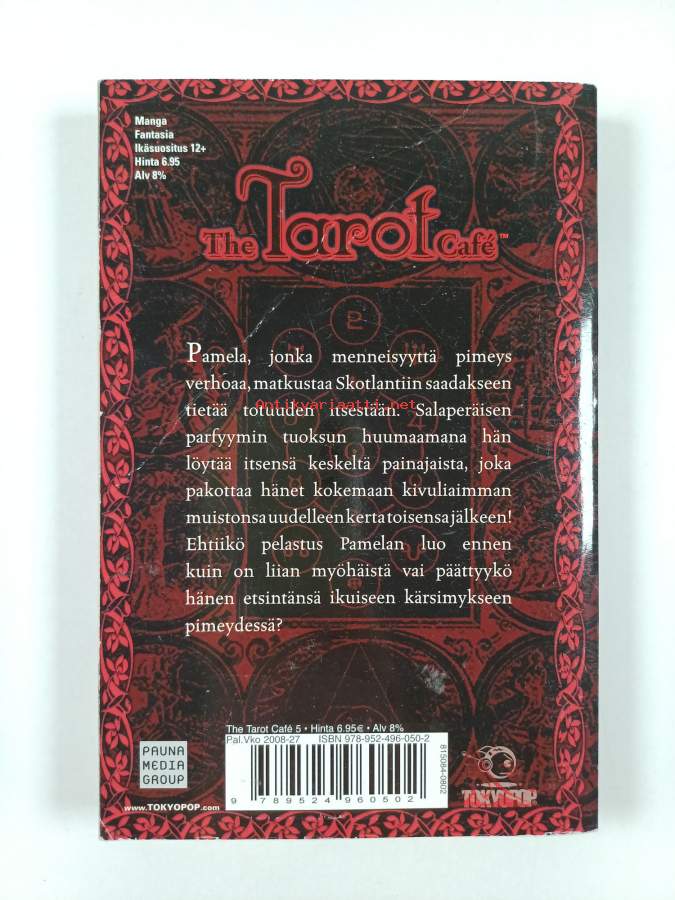 Manga
Fantasia
Ikäsuositus 12+
Hinta 6.95
Alv 8%
The Tarot Café™
Pamela, jonka menneisyyttä pimeys
verhoaa, matkustaa Skotlantiin saadakseen
tietää totuuden itsestään. Salaperäisen
Antikvariaatti.net
parfyymin tuoksun huumaamana hän
löytää itsensä keskeltä painajaista, joka
pakottaa hänet kokemaan kivuliaimman
muistonsa uudelleen kerta toisensa jälkeen!
Ehtiikö pelastus Pamelan luo ennen
kuin on liian myöhäistä vai päättyykö
hänen etsintänsä ikuiseen kärsimykseen
pimeydessä?
The Tarot Café 5 • Hinta 6.95€ • Alv 8%
Pal.Vko 2008-27 ISBN 978-952-496-050-2
815084-0802
9 789524 960502
PAUNA
MEDIA
GROUP
www.TOKYOPOP.com
TOKYOPOP